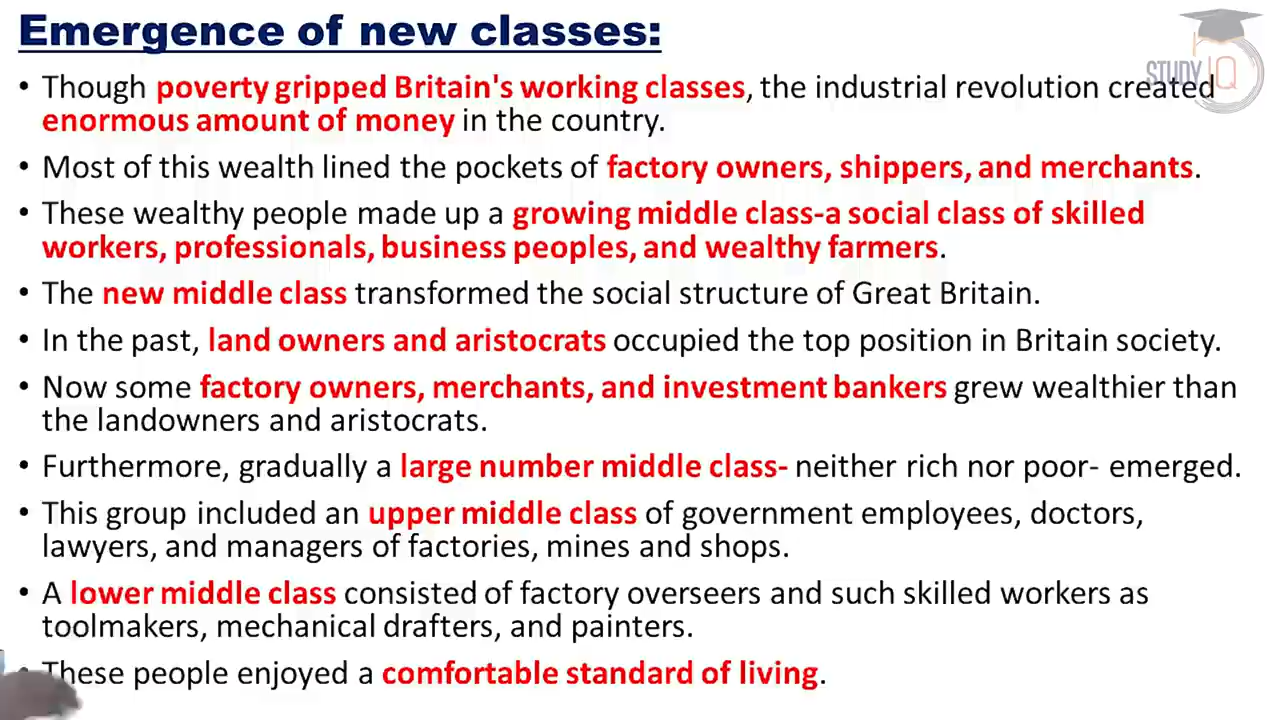 Emergence of new classes:
STUDY IQ
• Though poverty gripped Britain's working classes, the industrial revolution created
enormous amount of money in the country.
• Most of this wealth lined the pockets of factory owners, shippers, and merchants.
• These wealthy people made up a growing middle class-a social class of skilled
workers, professionals, business peoples, and wealthy farmers.
• The new middle class transformed the social structure of Great Britain.
• In the past, land owners and aristocrats occupied the top position in Britain society.
• Now some factory owners, merchants, and investment bankers grew wealthier than
the landowners and aristocrats.
• Furthermore, gradually a large number middle class- neither rich nor poor- emerged.
• This group included an upper middle class of government employees, doctors,
lawyers, and managers of factories, mines and shops.
• A lower middle class consisted of factory overseers and such skilled workers as
toolmakers, mechanical drafters, and painters.
• These people enjoyed a comfortable standard of living.